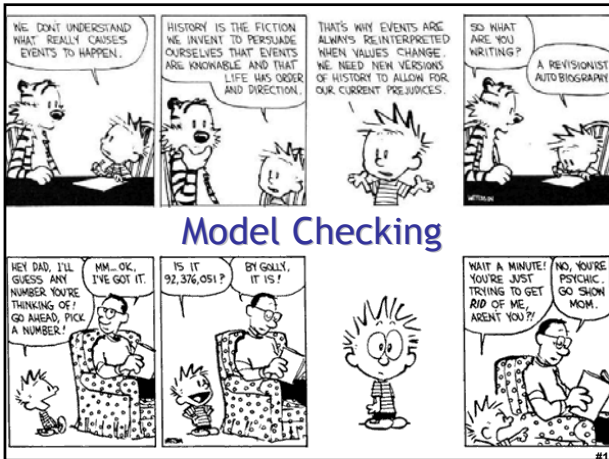 WE DON'T UNDERSTAND
WHAT REALLY CAUSES
EVENTS TO HAPPEN.
HISTORY IS THE FICTION
WE INVENT TO PERSUADE
OURSELVES THAT EVENTS
ARE KNOWABLE AND THAT
LIFE HAS ORDER
AND DIRECTION.
THAT'S WHY EVENTS ARE
ALWAYS REINTERPRETED
WHEN VALUES CHANGE.
WE NEED NEW VERSIONS
OF HISTORY TO ALLOW FOR
OUR CURRENT PREJUDICES.
SO WHAT
ARE YOU
WRITING?
A REVISIONIST
AUTOBIOGRAPHY
WATTERSON
Model Checking
HEY DAD, I'LL
GUESS ANY
NUMBER YOU'RE
THINKING OF!
GO AHEAD, PICK
A NUMBER!
MM... OK,
I'VE GOT IT.
IS IT
92,376,051?
BY GOLLY,
IT IS!
WAIT A MINUTE!
YOU'RE JUST
TRYING TO GET
RID OF ME,
AREN'T YOU?!
NO, YOU'RE
PSYCHIC.
GO SHOW
MOM.
#1